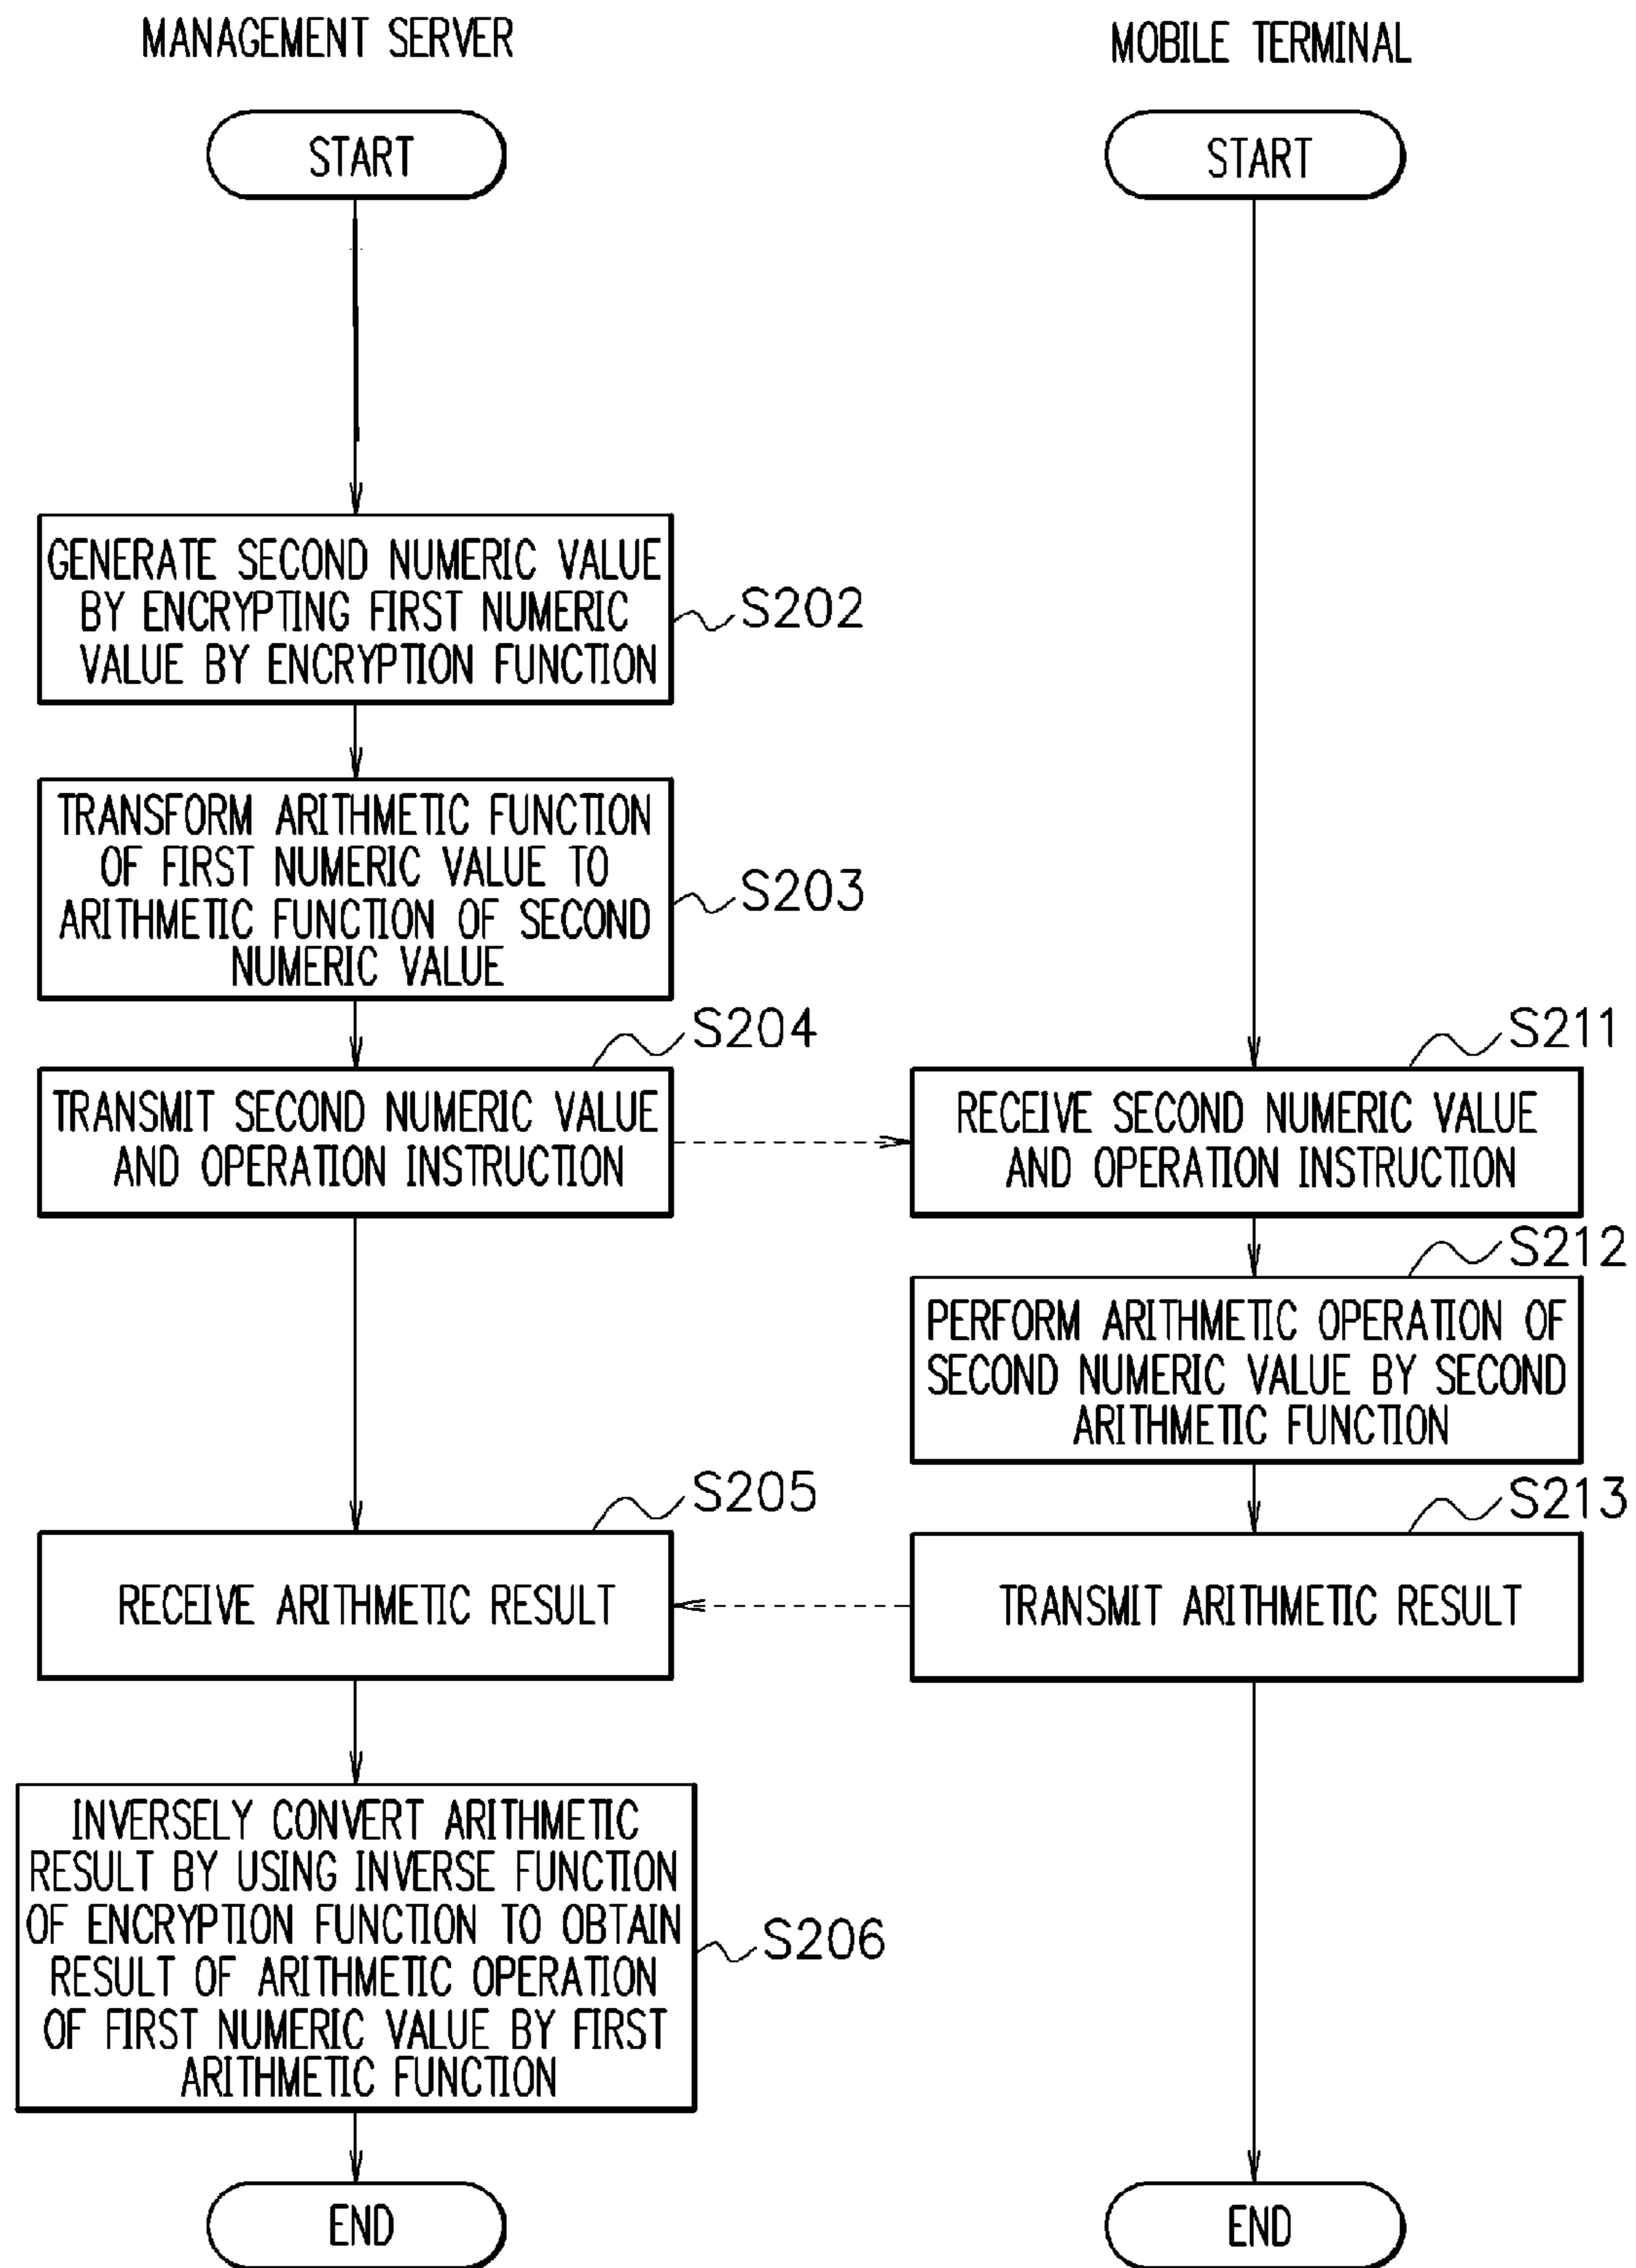 MANAGEMENT SERVER
START
GENERATE SECOND NUMERIC VALUE
BY ENCRYPTING FIRST NUMERIC
VALUE BY ENCRYPTION FUNCTION
S202
TRANSFORM ARITHMETIC FUNCTION
OF FIRST NUMERIC VALUE TO
ARITHMETIC FUNCTION OF SECOND
NUMERIC VALUE
S203
S204
TRANSMIT SECOND NUMERIC VALUE
AND OPERATION INSTRUCTION
S205
RECEIVE ARITHMETIC RESULT
INVERSELY CONVERT ARITHMETIC
RESULT BY USING INVERSE FUNCTION
OF ENCRYPTION FUNCTION TO OBTAIN
RESULT OF ARITHMETIC OPERATION
OF FIRST NUMERIC VALUE BY FIRST
ARITHMETIC FUNCTION
S206
END
MOBILE TERMINAL
START
S211
RECEIVE SECOND NUMERIC VALUE
AND OPERATION INSTRUCTION
S212
PERFORM ARITHMETIC OPERATION OF
SECOND NUMERIC VALUE BY SECOND
ARITHMETIC FUNCTION
S213
TRANSMIT ARITHMETIC RESULT
END